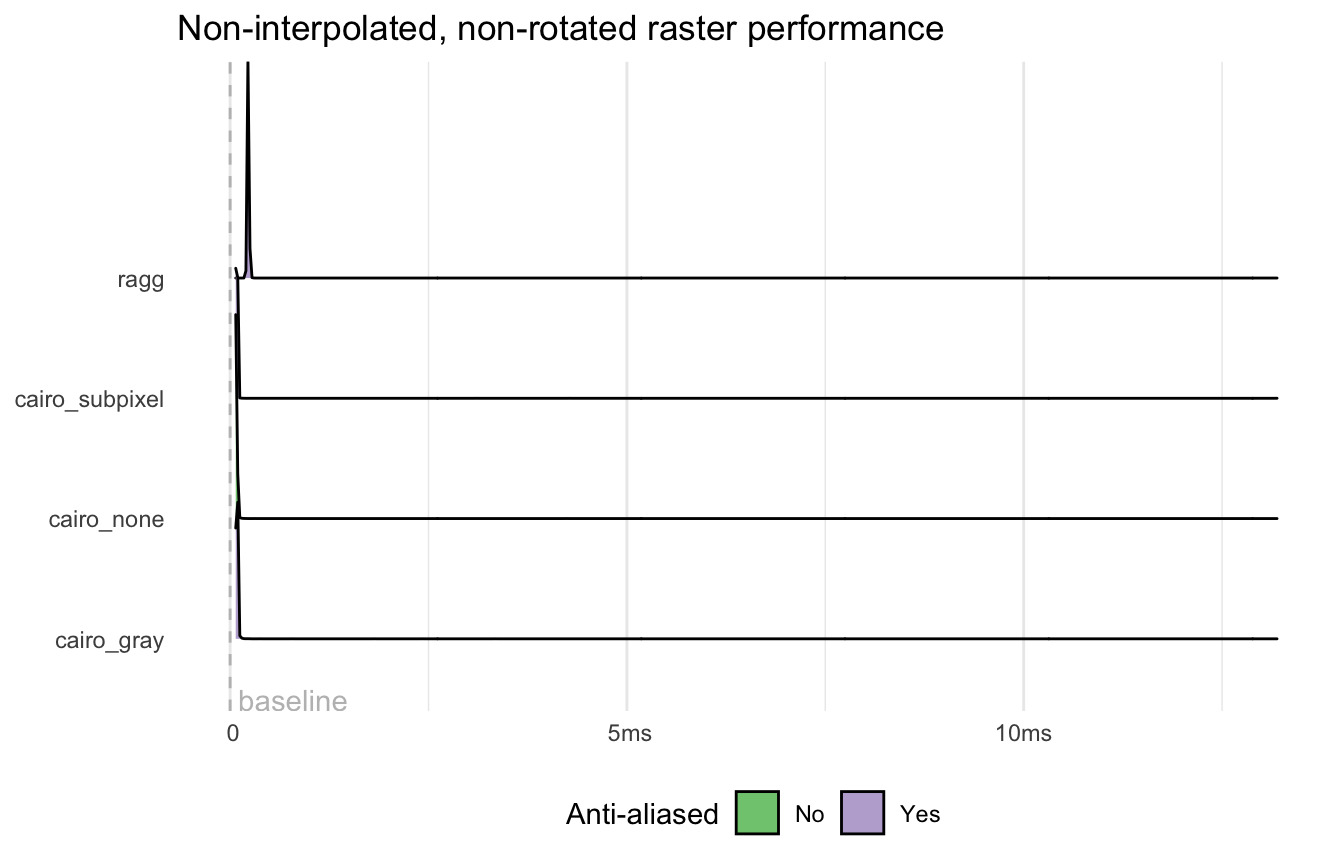 Non-interpolated, non-rotated raster performance
ragg
cairo_subpixel
cairo_none
cairo_gray
baseline
0 5ms 10ms
Anti-aliased No Yes